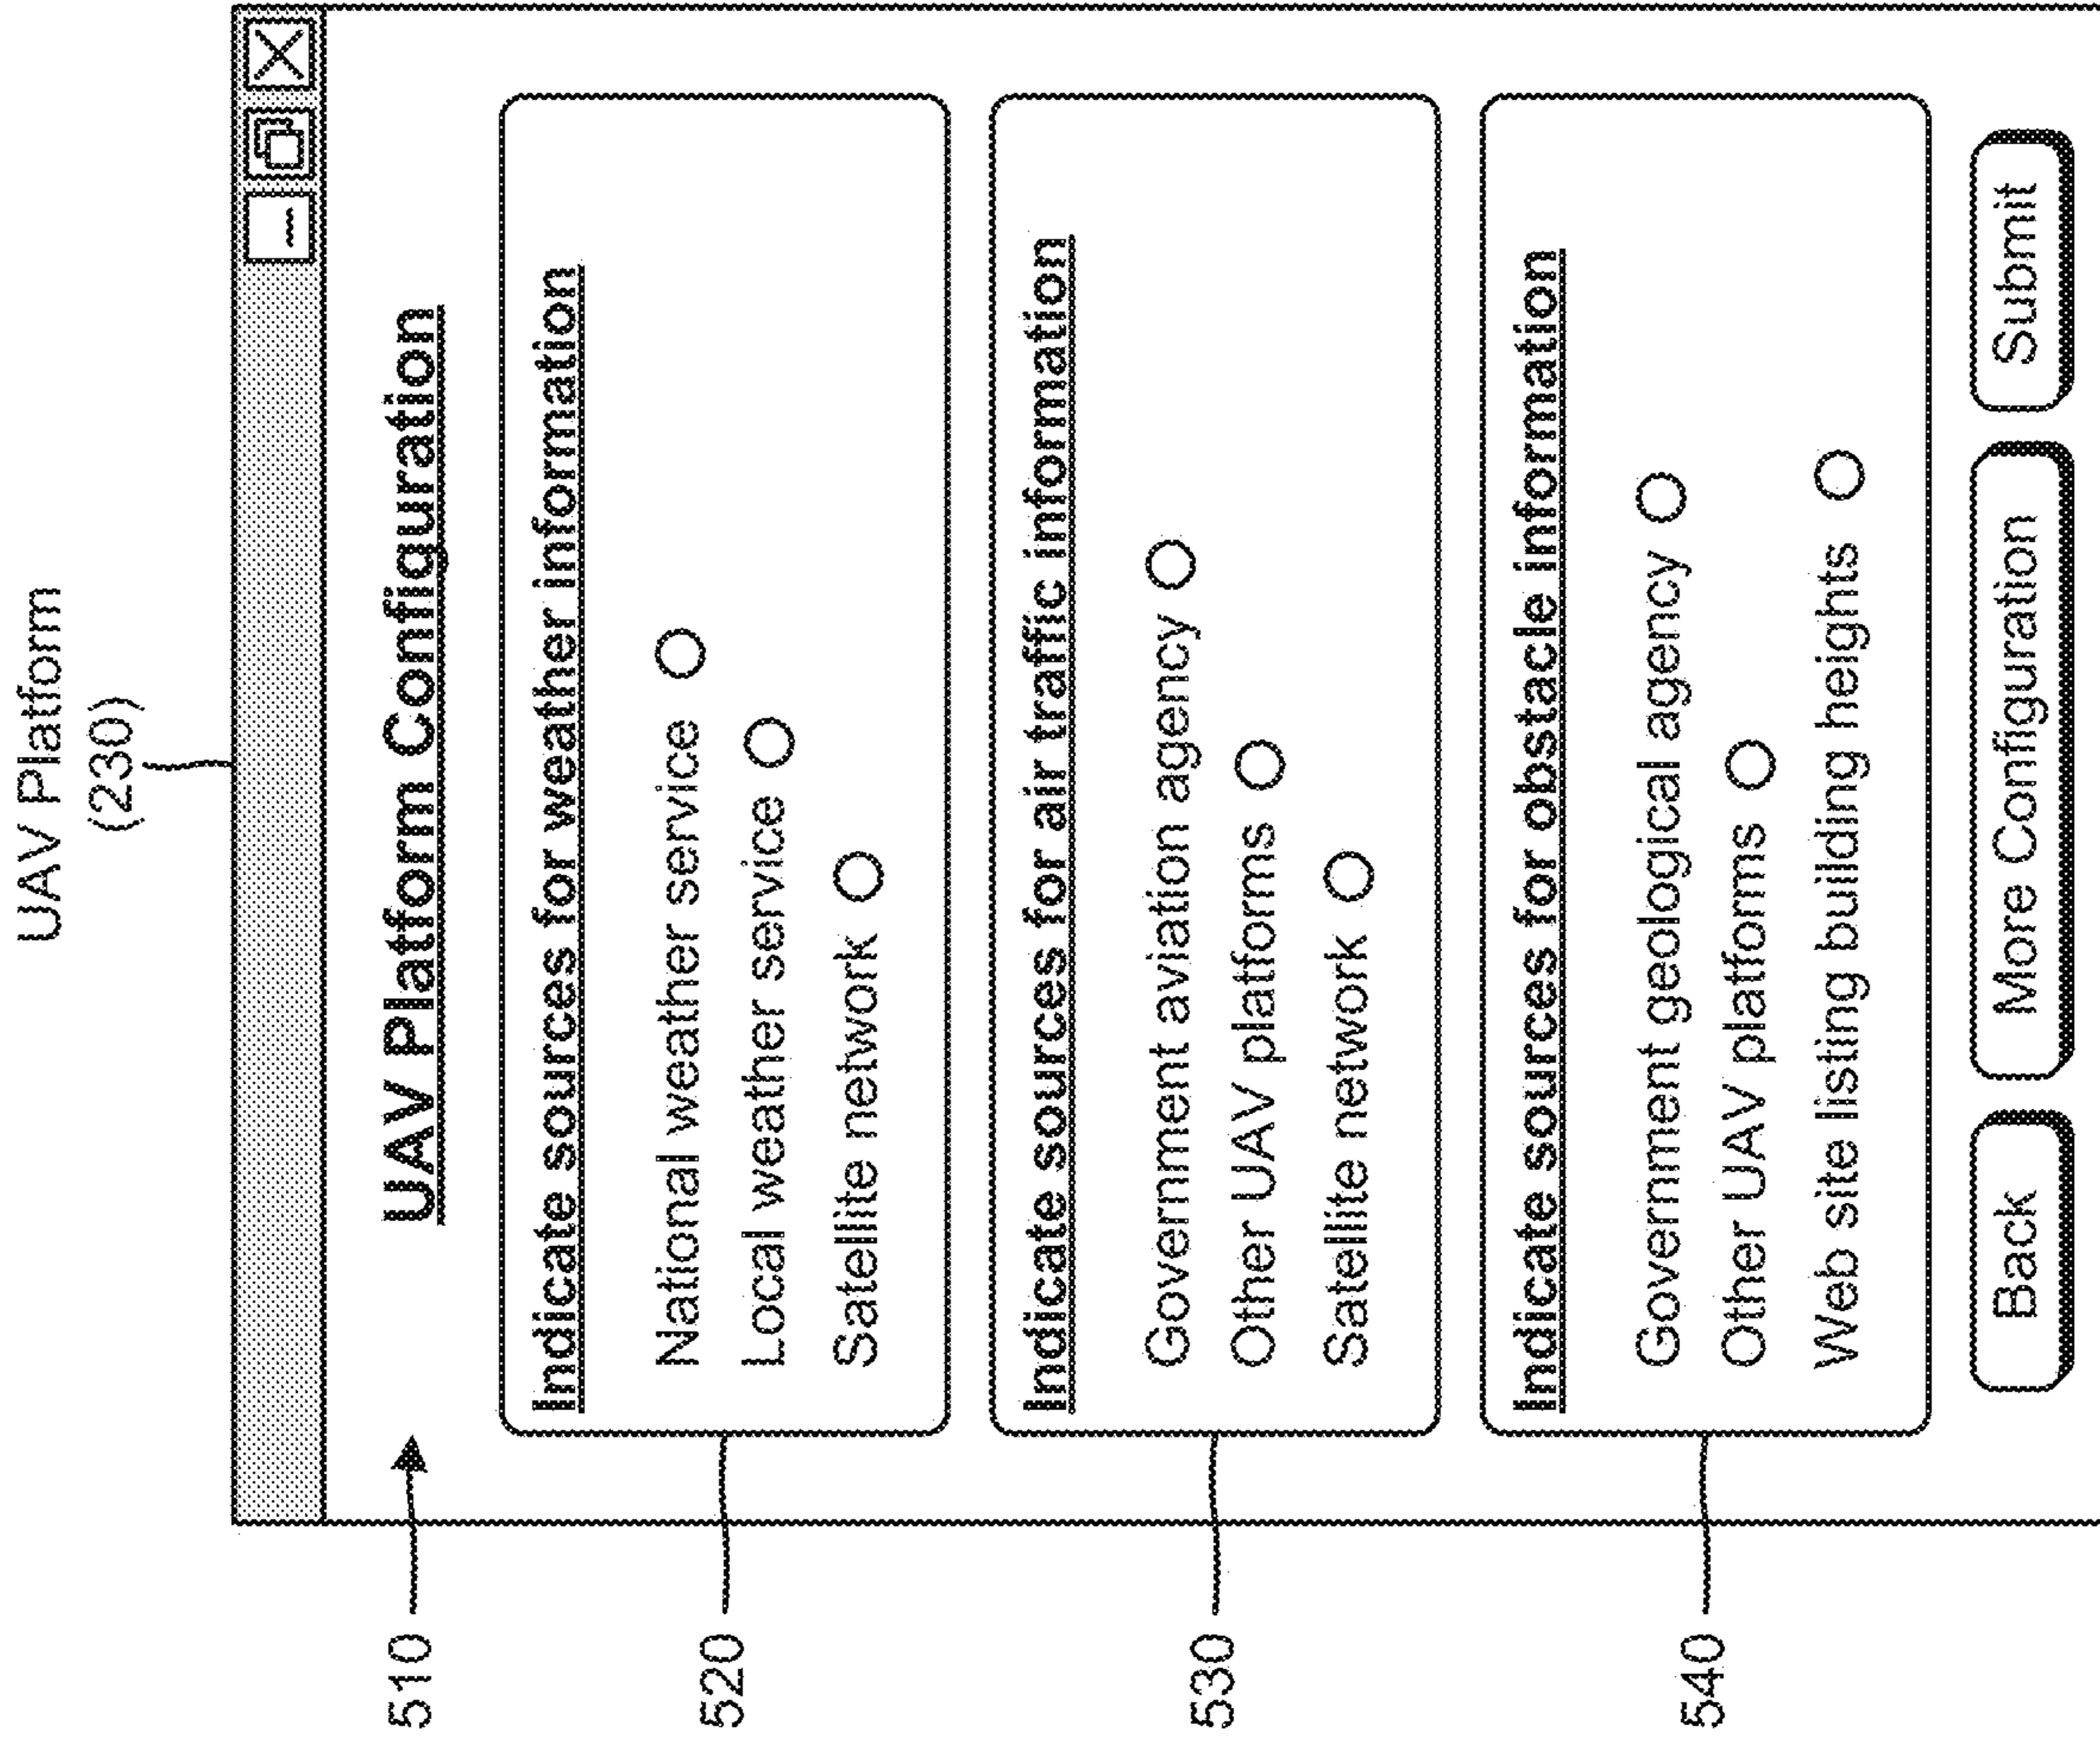 UAV Platform
(230)
510
UAV Platform Configuration
520
Indicate sources for weather information
National weather service
Local weather service
Satellite network
530
Indicate sources for air traffic information
Government aviation agency
Other UAV platforms
Satellite network
540
Indicate sources for obstacle information
Government geological agency
Other UAV platforms
Web site listing building heights
Back
More Configuration
Submit